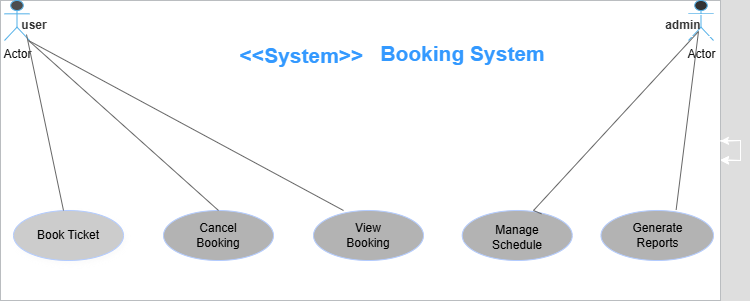 user
admin
Actor
Actor
<<System>> Booking System
Book Ticket
Cancel
Booking
View
Booking
Manage
Schedule
Generate
Reports